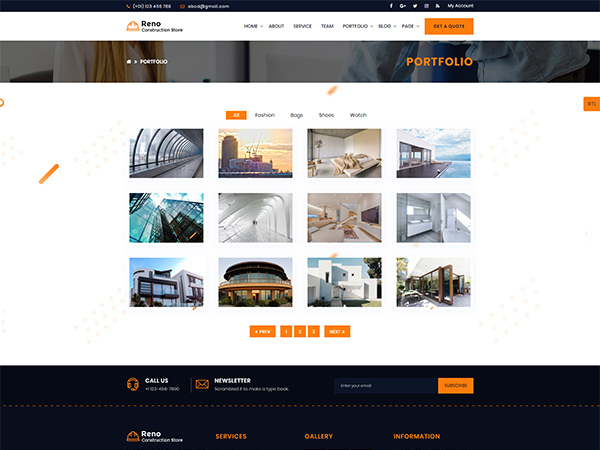 (+01) 123 456 789   abcd@gmail.com   My Account
Reno
Construction Store
HOME   ABOUT   SERVICE   TEAM   PORTFOLIO   BLOG   PAGE   GET A QUOTE
» PORTFOLIO   PORTFOLIO
RTL
All   Fashion   Bags   Shoes   Watch
« PREV   1   2   3   NEXT »
CALL US   NEWSLETTER
+1 123-456-7890   Scrambled it to make a type book.   Enter your email   SUBSCRIBE
Reno
Construction Store   SERVICES   GALLERY   INFORMATION